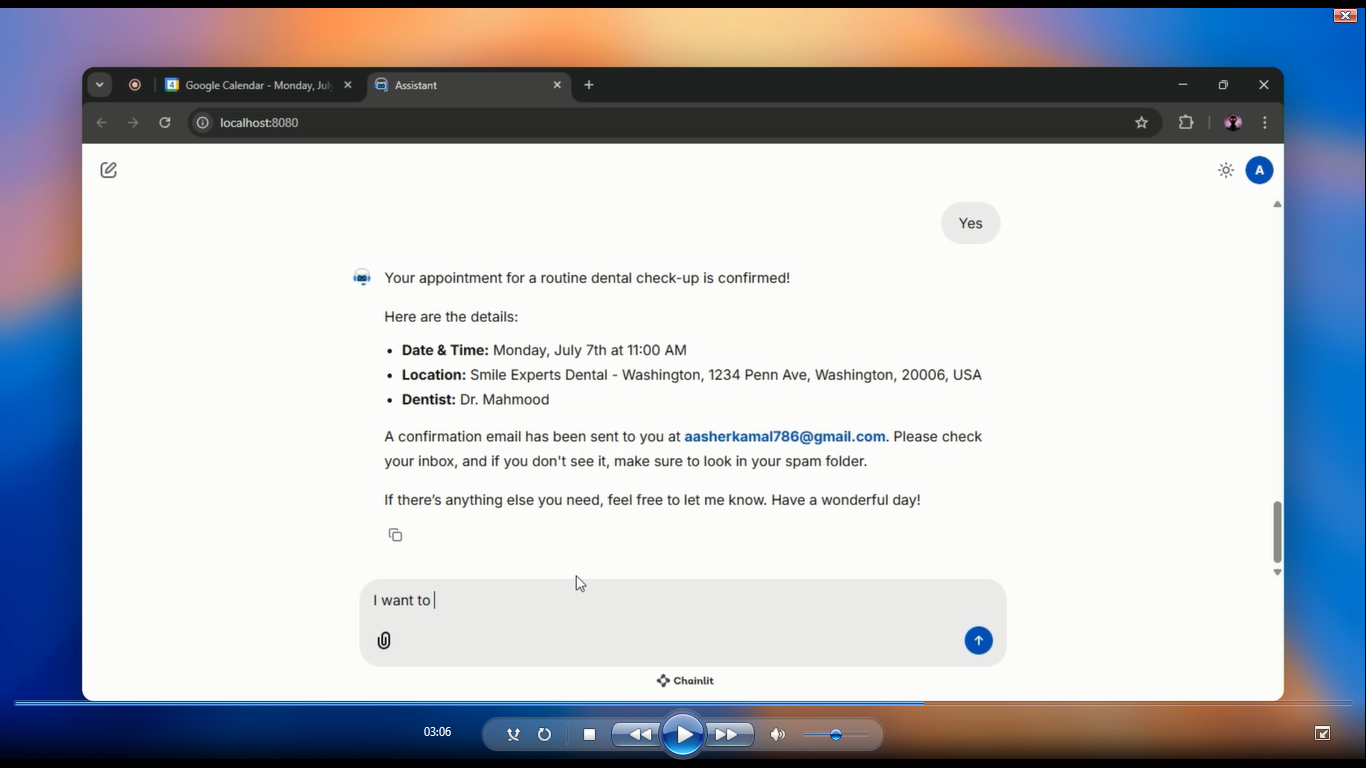 Google Calendar - Monday, Jul
Assistant
localhost:8080
A
Yes
Your appointment for a routine dental check-up is confirmed!
Here are the details:
• Date & Time: Monday, July 7th at 11:00 AM
• Location: Smile Experts Dental - Washington, 1234 Penn Ave, Washington, 20006, USA
• Dentist: Dr. Mahmood
A confirmation email has been sent to you at aasherkamal786@gmail.com. Please check
your inbox, and if you don't see it, make sure to look in your spam folder.
If there's anything else you need, feel free to let me know. Have a wonderful day!
I want to
Chainlit
03:06